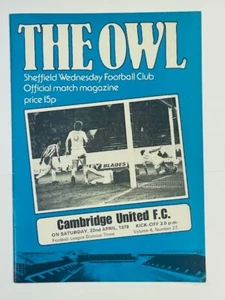 THE OWL
Sheffield Wednesday Football Club
Official match magazine
price 15p
BLADES
Cambridge United F.C.
ON SATURDAY, 22nd APRIL, 1978 KICK-OFF 3.0 p.m.
Football League Division Three Volume 4, Number 27